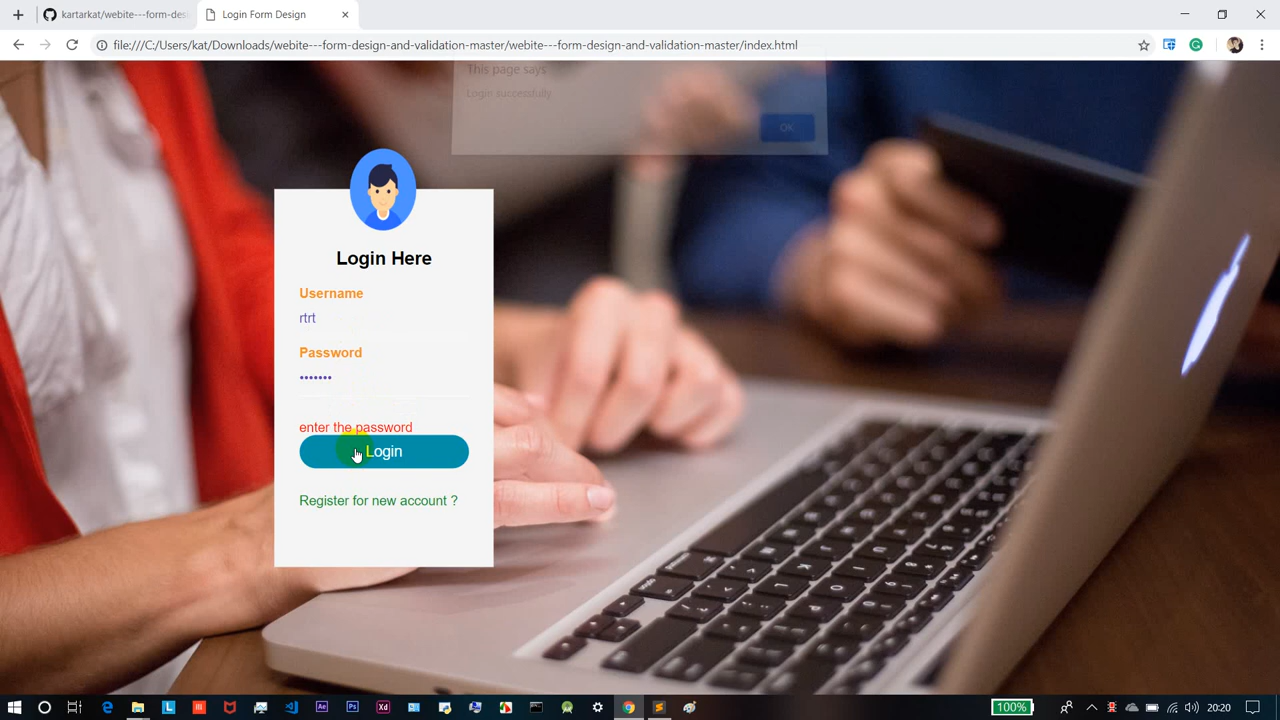 kartarkat/webite---form-desi
Login Form Design
file:///C:/Users/kat/Downloads/webite---form-design-and-validation-master/webite---form-design-and-validation-master/index.html
This page says
Login successfully
OK
Login Here
Username
rtrt
Password
•••••••
enter the password
Login
Register for new account ?
100%
20:20